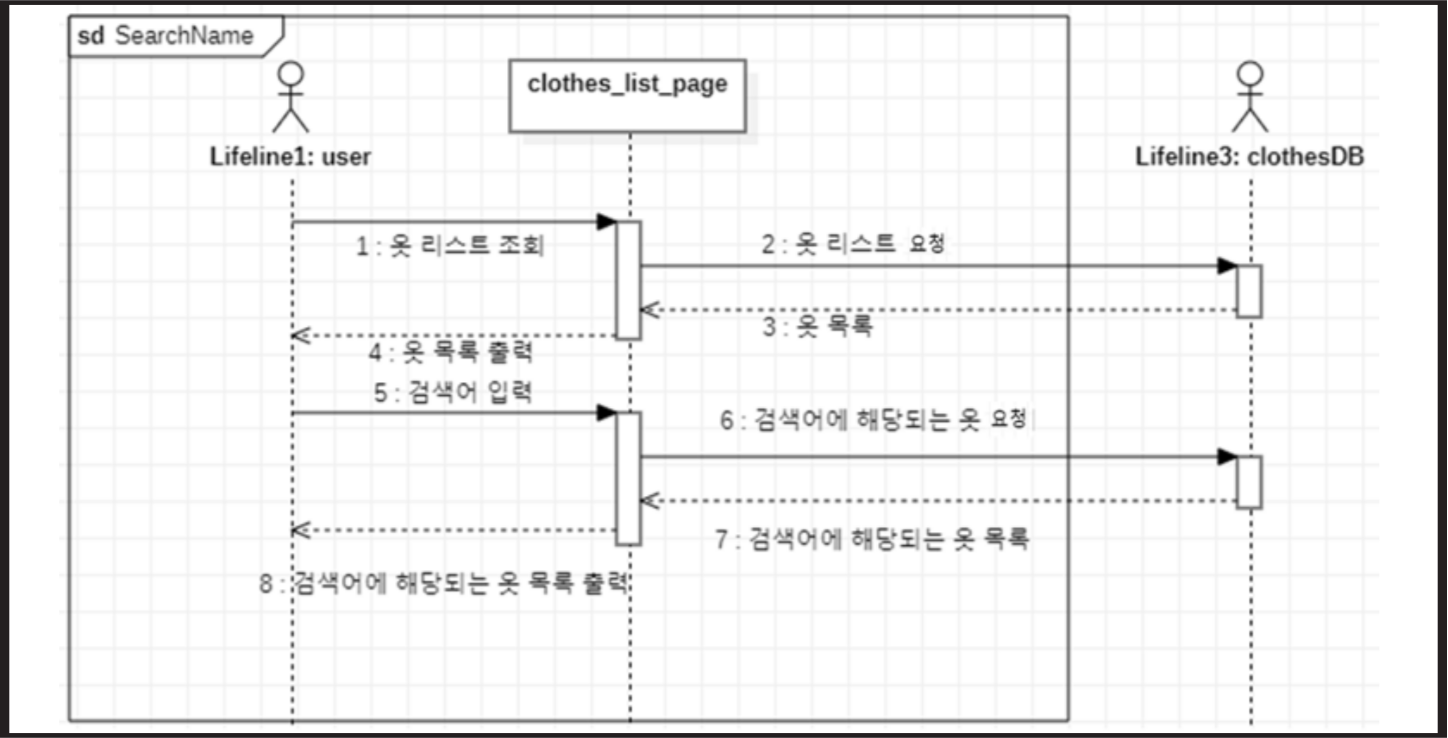 sd SearchName
clothes_list_page
Lifeline1: user
Lifeline3: clothesDB
1 : 옷 리스트 조회
2 : 옷 리스트 요청
3 : 옷 목록
4 : 옷 목록 출력
5 : 검색어 입력
6 : 검색어에 해당되는 옷 요청
7 : 검색어에 해당되는 옷 목록
8 : 검색어에 해당되는 옷 목록 출력